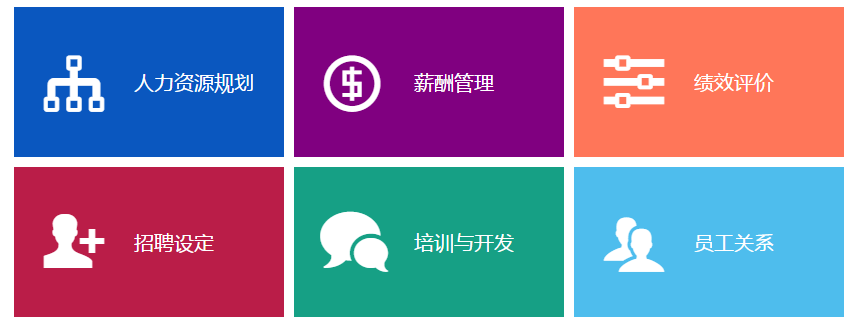 人力资源规划
薪酬管理
绩效评价
招聘设定
培训与开发
员工关系